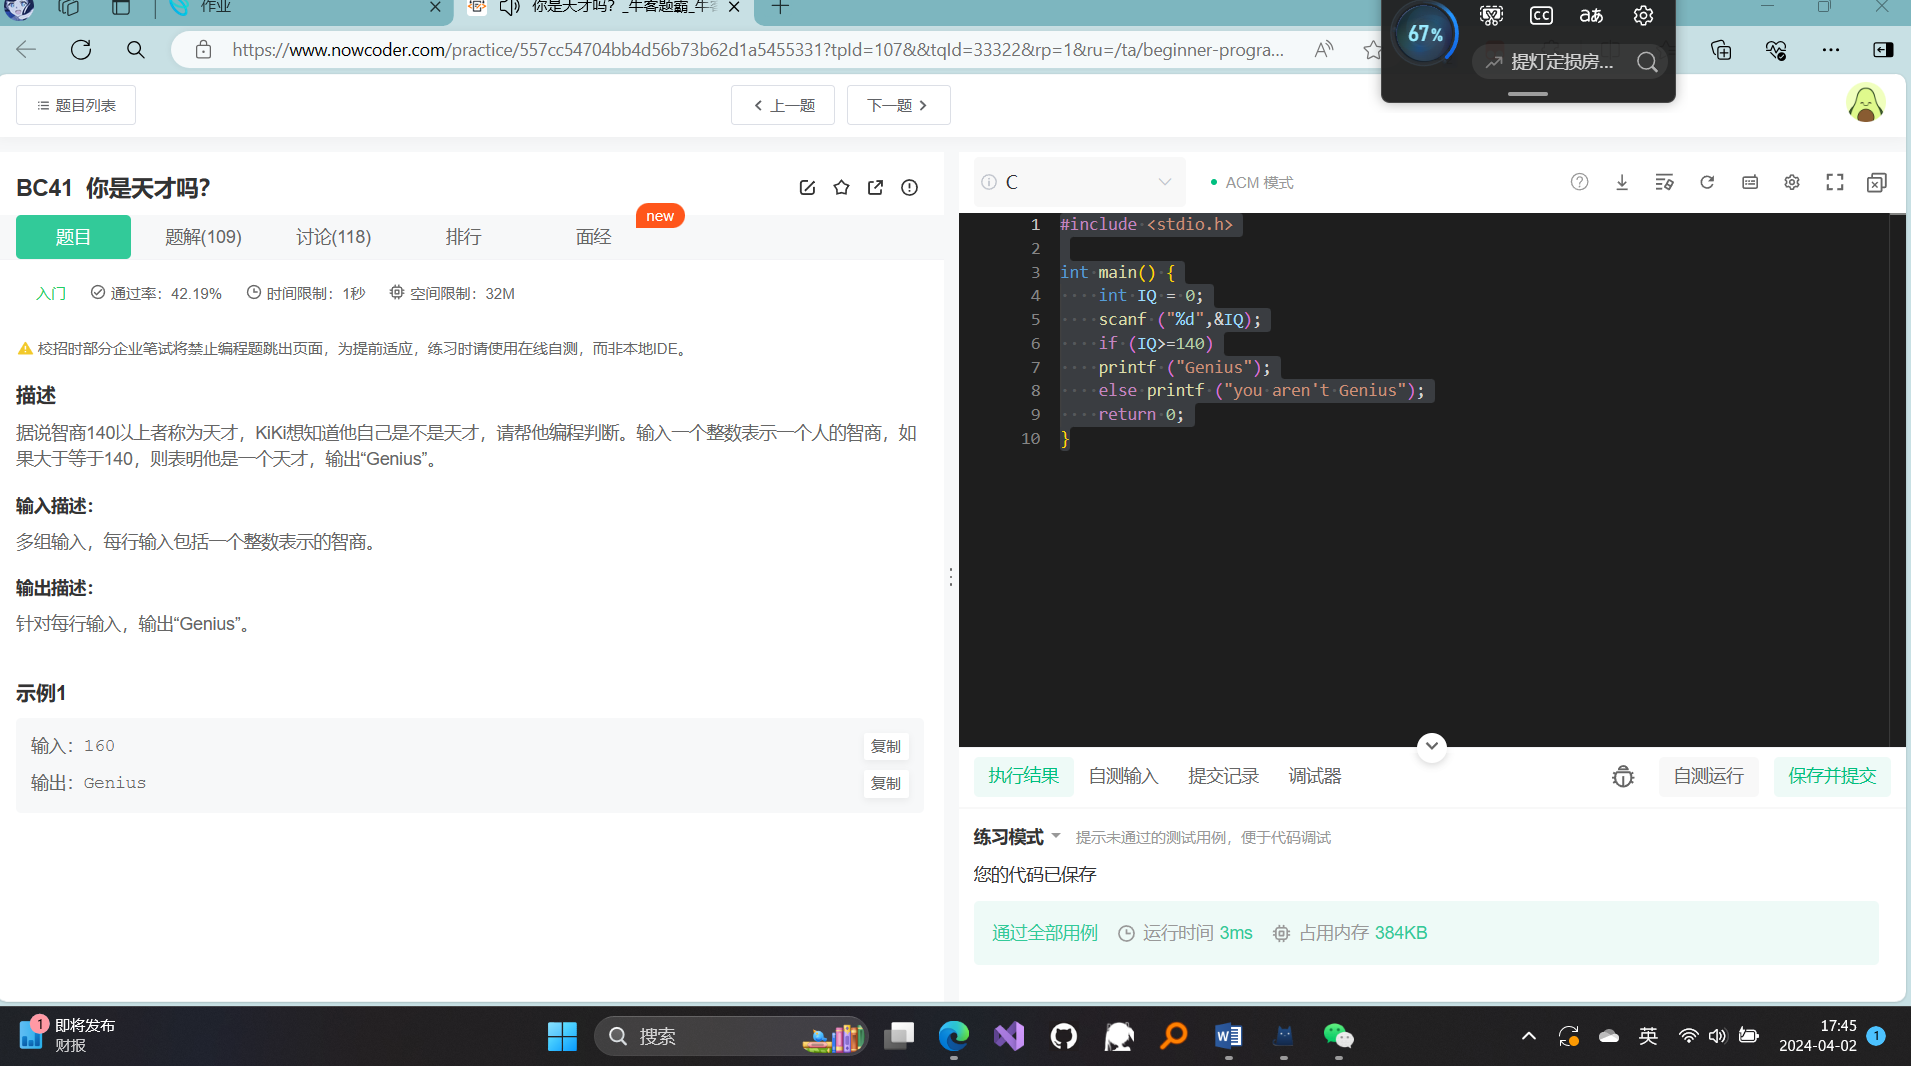 作业
你是天才吗？_牛客题霸_牛客
https://www.nowcoder.com/practice/557cc54704bb4d56b73b62d1a5455331?tpId=107&&tqId=33322&rp=1&ru=/ta/beginner-progra...
67%
CC
aあ
提灯定损房...
题目列表
上一题
下一题
BC41 你是天才吗？
题目
题解(109)
讨论(118)
排行
面经
new
入门
通过率：42.19%
时间限制：1秒
空间限制：32M
校招时部分企业笔试将禁止编程题跳出页面，为提前适应，练习时请使用在线自测，而非本地IDE。
描述
据说智商140以上者称为天才，KiKi想知道他自己是不是天才，请帮他编程判断。输入一个整数表示一个人的智商，如
果大于等于140，则表明他是一个天才，输出“Genius”。
输入描述：
多组输入，每行输入包括一个整数表示的智商。
输出描述：
针对每行输入，输出“Genius”。
示例1
输入：160
复制
输出：Genius
复制
C
ACM 模式
1 #include <stdio.h>
2
3 int main() {
4 int IQ = 0;
5 scanf ("%d",&IQ);
6 if (IQ>=140)
7 printf ("Genius");
8 else printf ("you aren't Genius");
9 return 0;
10 }
执行结果
自测输入
提交记录
调试器
自测运行
保存并提交
练习模式
提示未通过的测试用例，便于代码调试
您的代码已保存
通过全部用例
运行时间 3ms
占用内存 384KB
1
即将发布
财报
搜索
英
17:45
2024-04-02
1